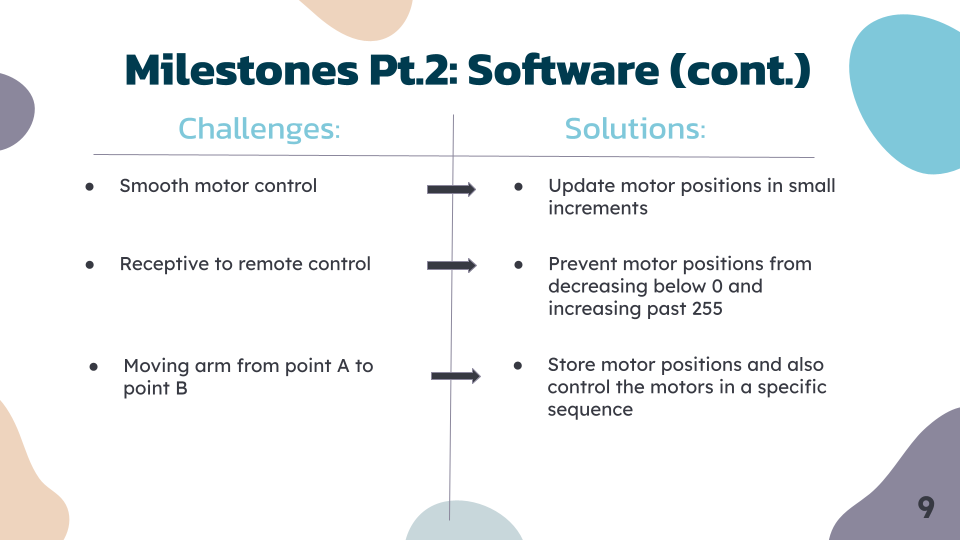 Milestones Pt.2: Software (cont.)
Challenges:
Solutions:
● Smooth motor control
● Update motor positions in small
increments
● Receptive to remote control
● Prevent motor positions from
decreasing below 0 and
increasing past 255
● Moving arm from point A to
point B
● Store motor positions and also
control the motors in a specific
sequence
9